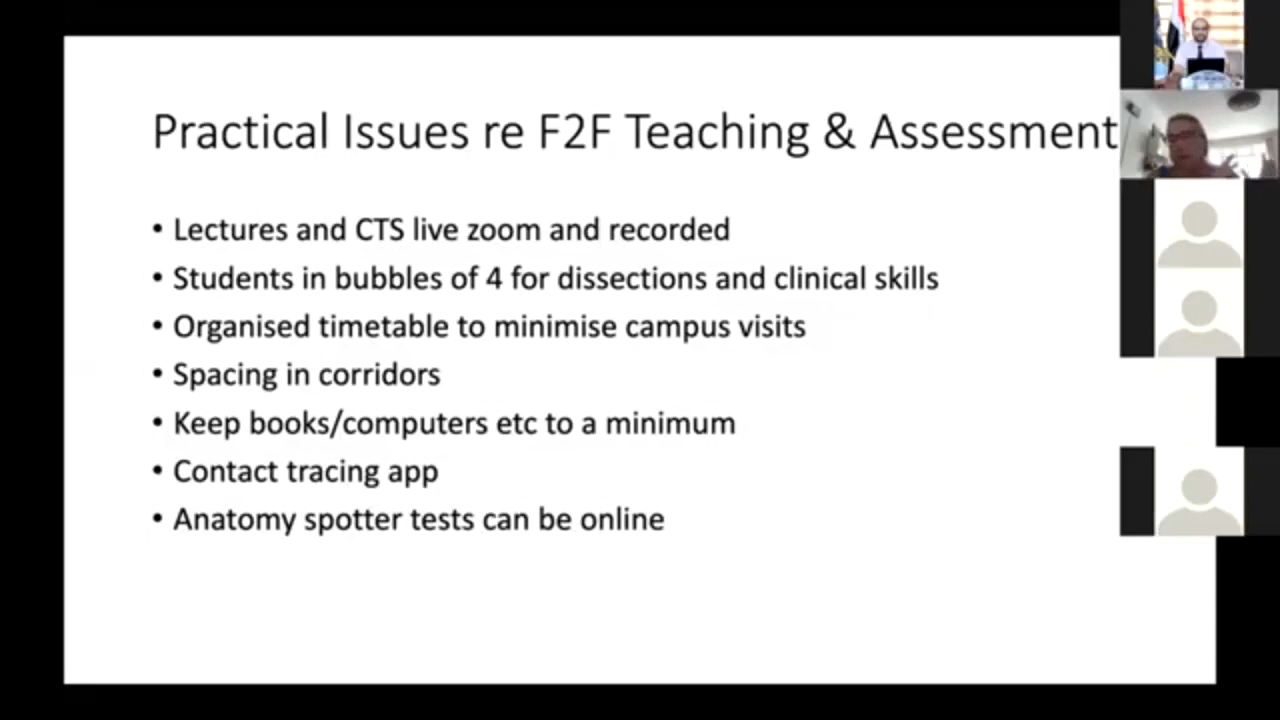 Practical Issues re F2F Teaching & Assessment
• Lectures and CTS live zoom and recorded
• Students in bubbles of 4 for dissections and clinical skills
• Organised timetable to minimise campus visits
• Spacing in corridors
• Keep books/computers etc to a minimum
• Contact tracing app
• Anatomy spotter tests can be online